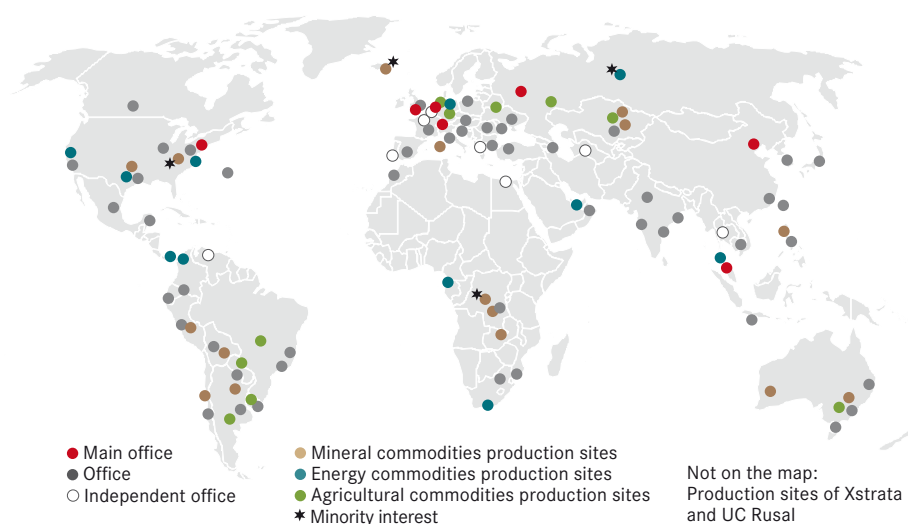 Main office
Office
Independent office
Mineral commodities production sites
Energy commodities production sites
Agricultural commodities production sites
Minority interest
Not on the map:
Production sites of Xstrata
and UC Rusal